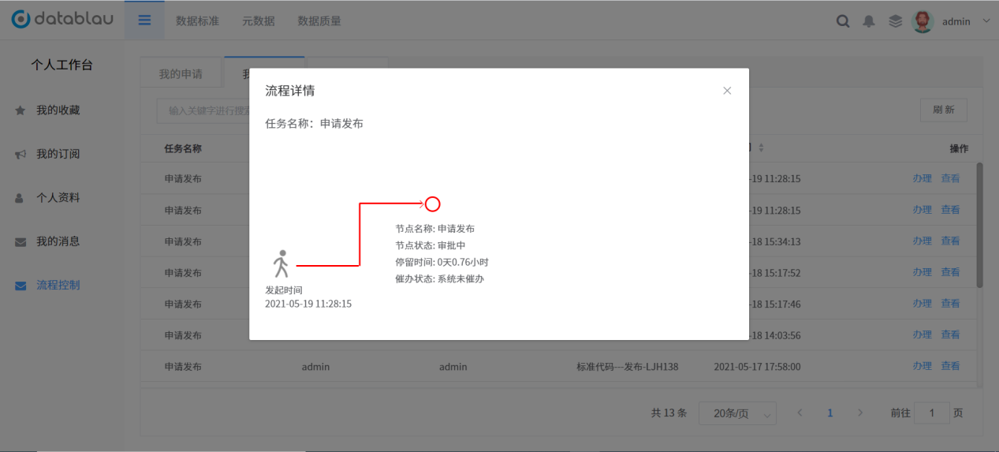 datablau
数据标准 元数据 数据质量
admin
个人工作台
我的收藏
我的订阅
个人资料
我的消息
流程控制
我的申请
输入关键字进行搜索
刷新
任务名称
操作
流程详情
任务名称：申请发布
发起时间
2021-05-19 11:28:15
节点名称: 申请发布
节点状态: 审批中
停留时间: 0天0.76小时
催办状态: 系统未催办
申请发布 -19 11:28:15 办理 查看
申请发布 -19 11:28:15 办理 查看
申请发布 -18 15:34:13 办理 查看
申请发布 -18 15:17:52 办理 查看
申请发布 -18 15:17:46 办理 查看
申请发布 -18 14:03:56 办理 查看
申请发布 admin admin 标准代码---发布-LJH138 2021-05-17 17:58:00 办理 查看
共 13 条 20条/页 1 前往 1 页